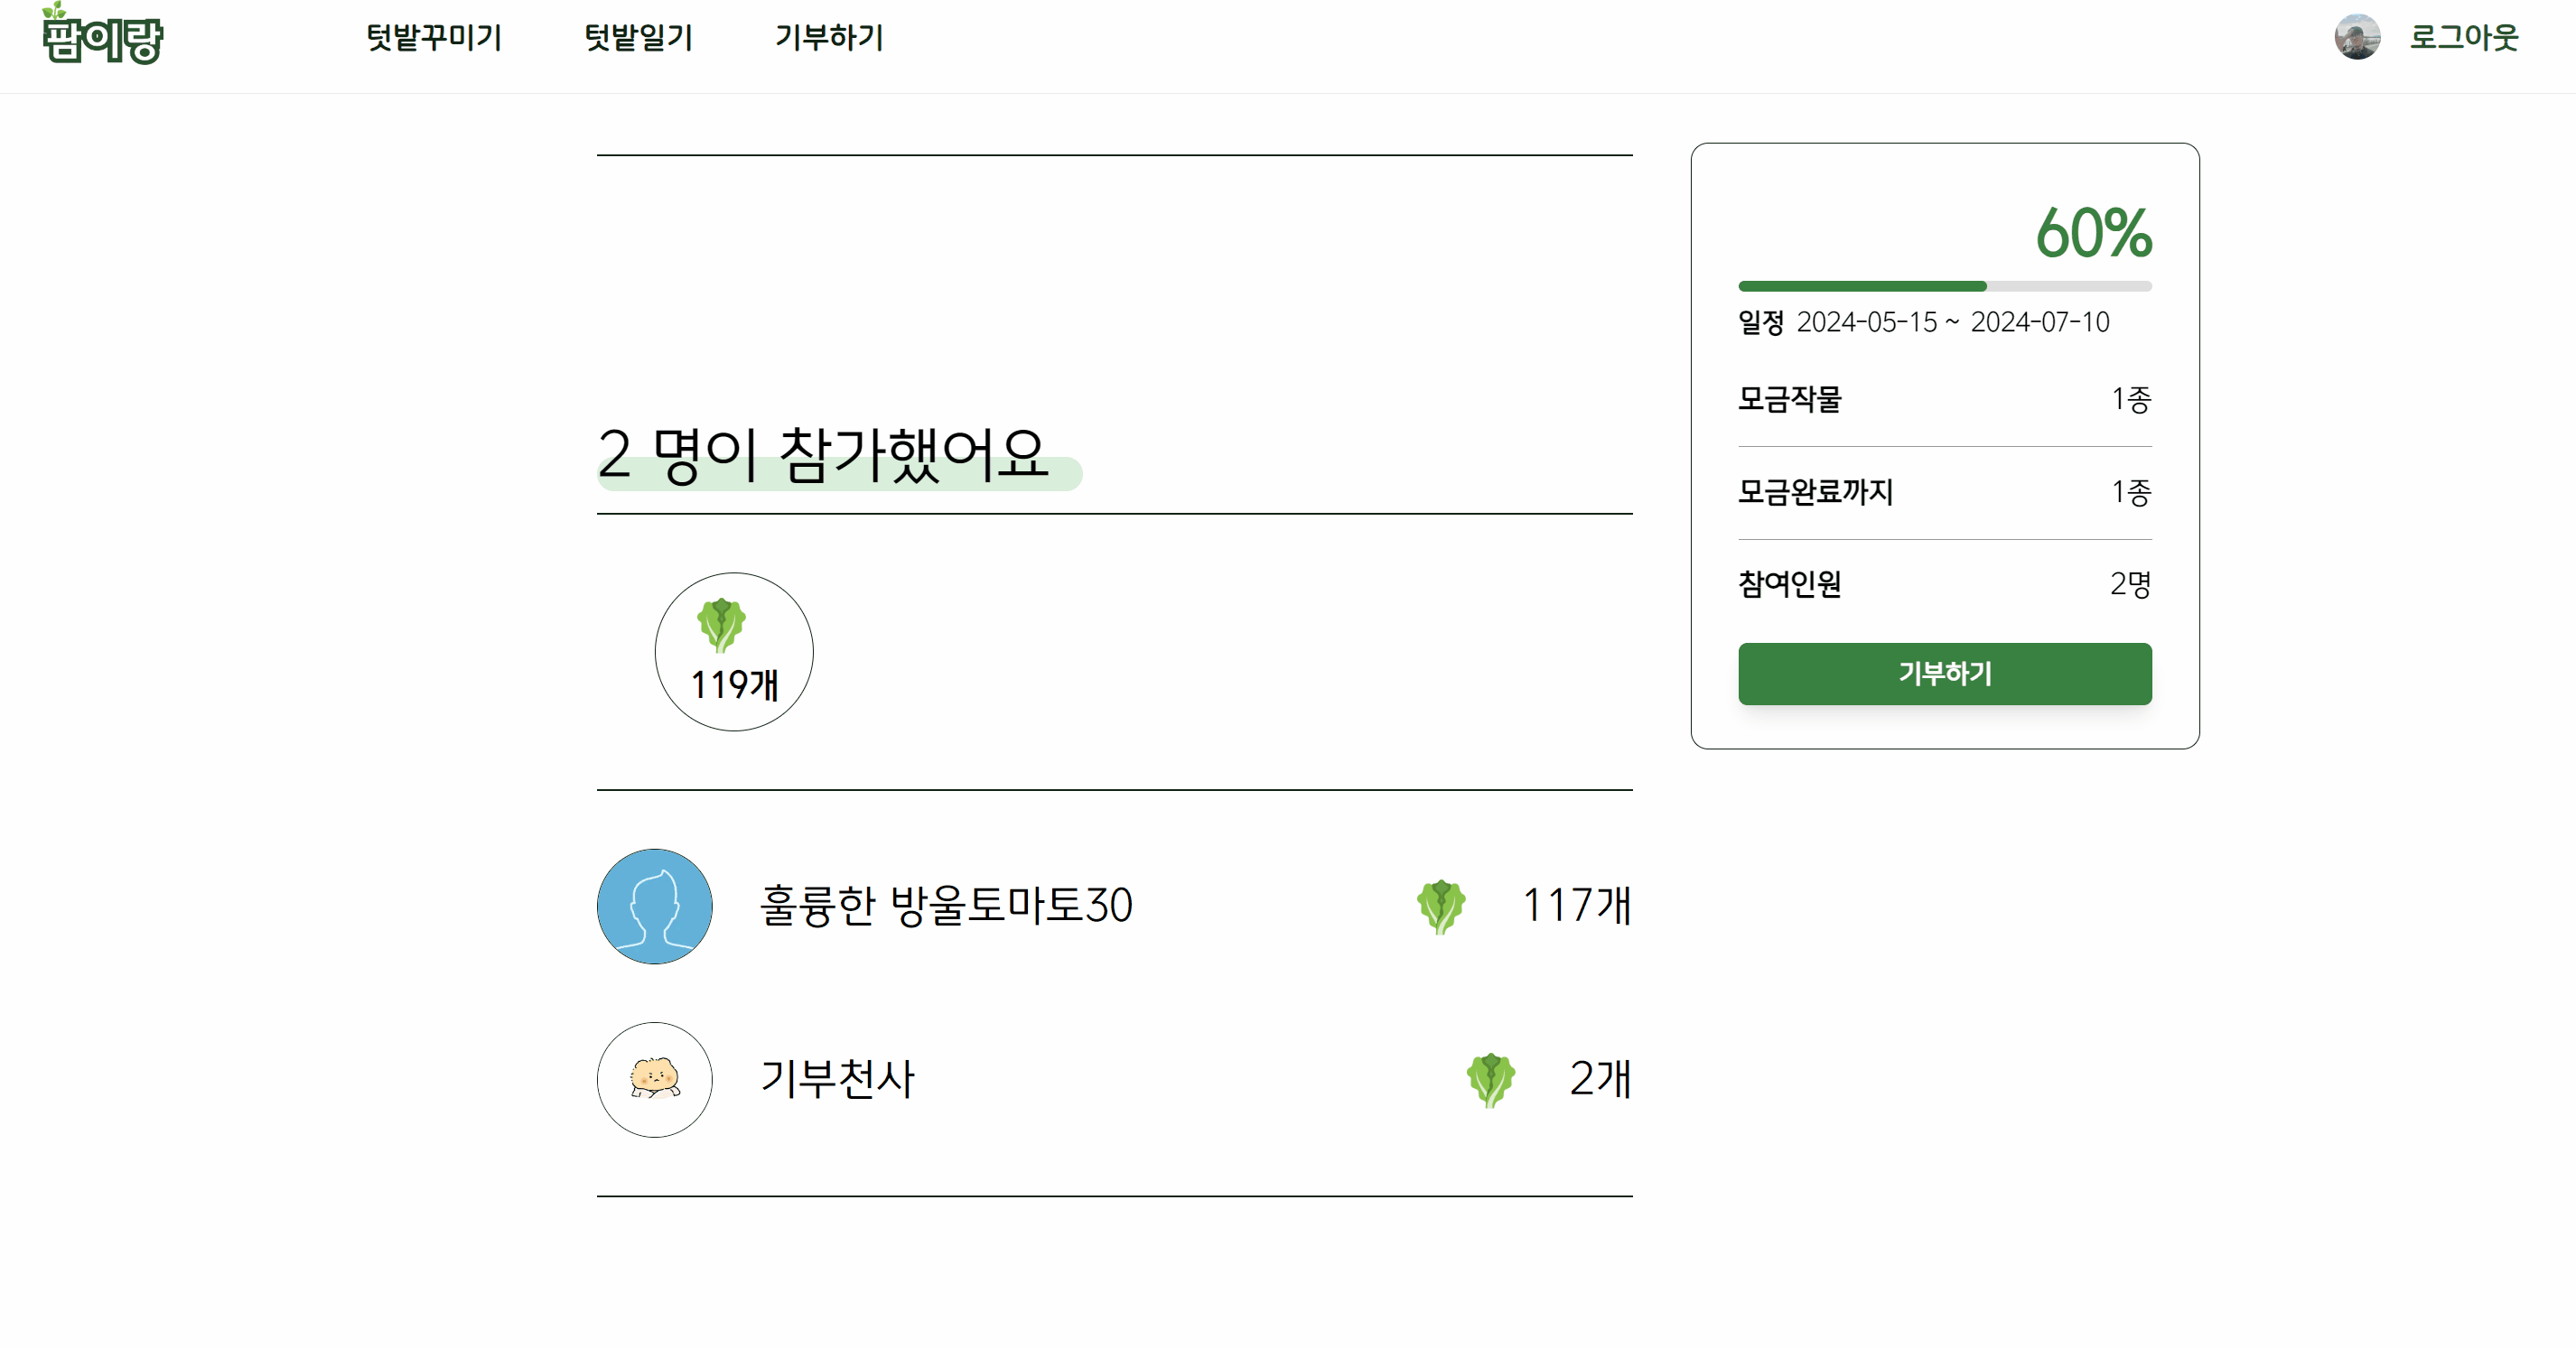 팜이랑
텃밭꾸미기 텃밭일기 기부하기 로그아웃
60%
일정 2024-05-15 ~ 2024-07-10
모금작물 1종
모금완료까지 1종
참여인원 2명
기부하기
2 명이 참가했어요
119개
훌륭한 방울토마토30 117개
기부천사 2개